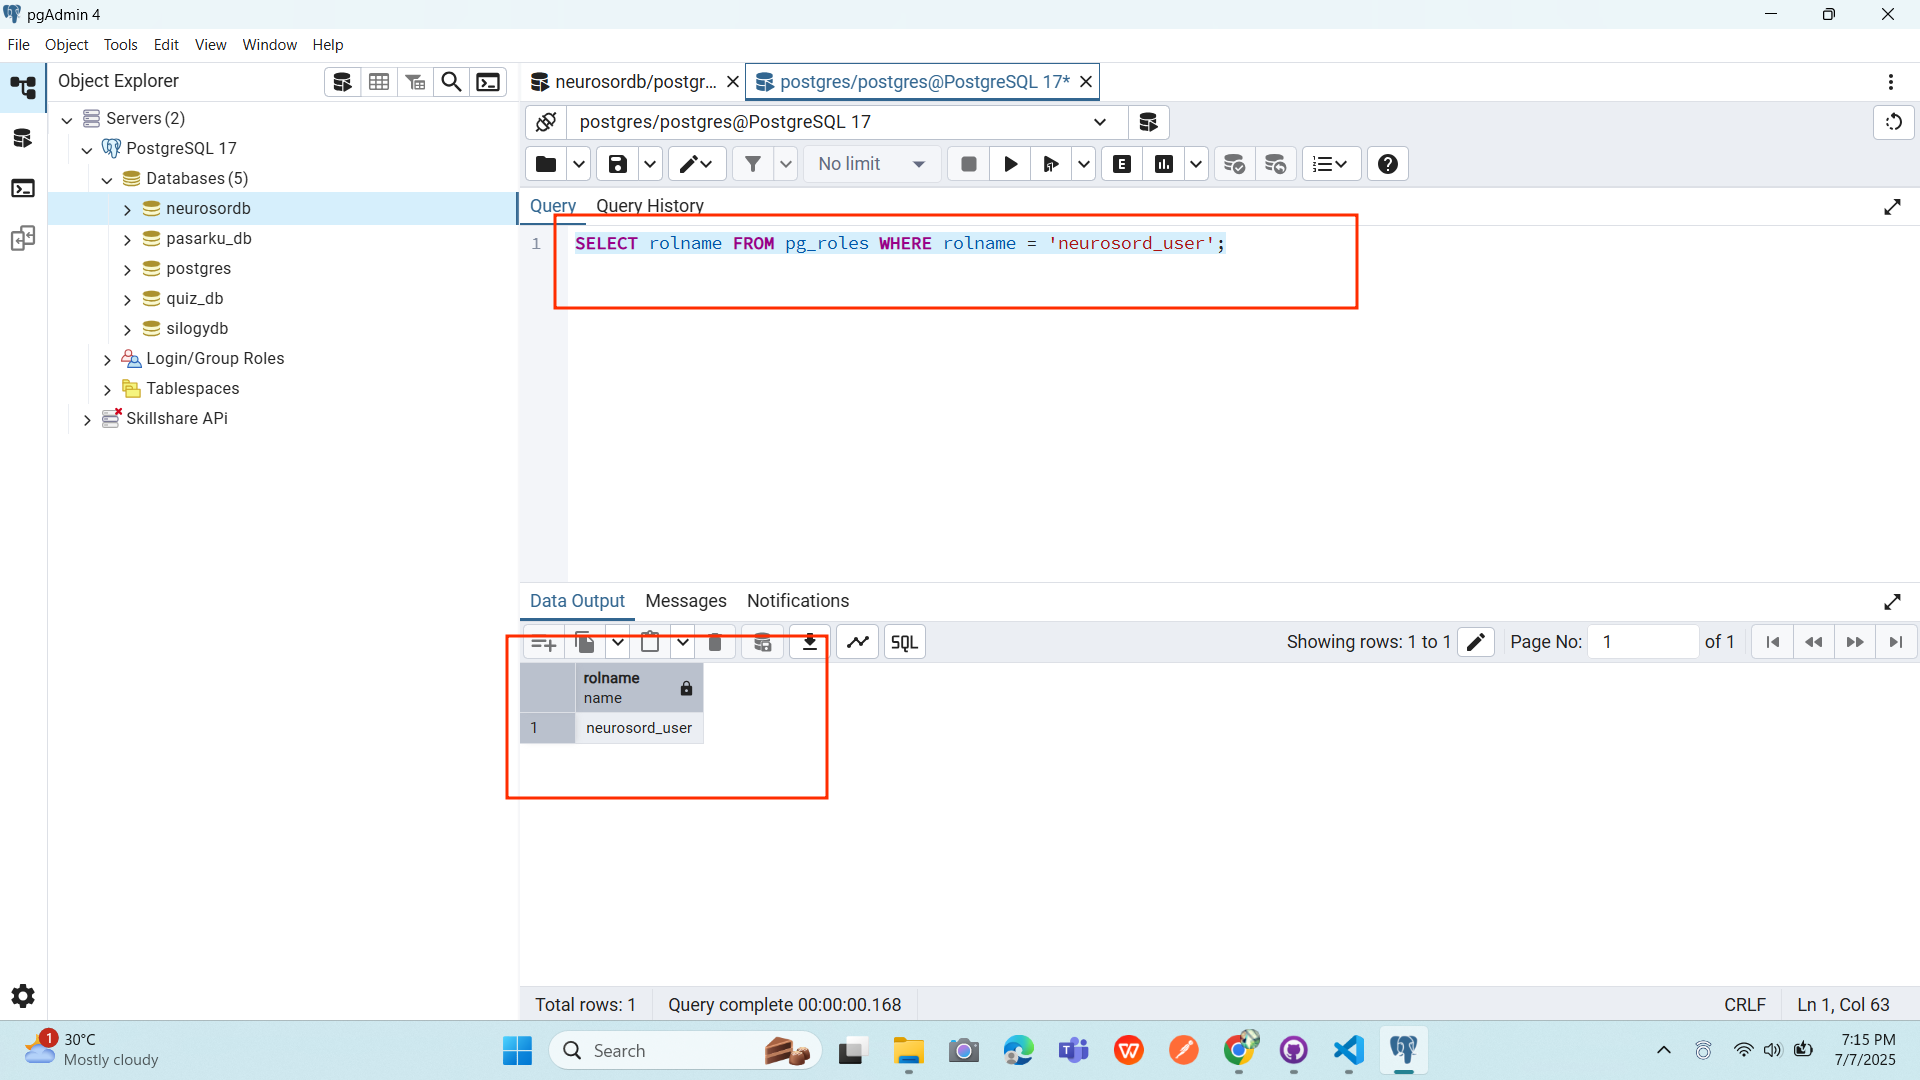 pgAdmin 4
File Object Tools Edit View Window Help
Object Explorer
neurosordb/postgr...
postgres/postgres@PostgreSQL 17*
Servers (2)
PostgreSQL 17
Databases (5)
neurosordb
pasarku_db
postgres
quiz_db
silogydb
Login/Group Roles
Tablespaces
Skillshare APi
postgres/postgres@PostgreSQL 17
No limit
E
Query Query History
1 SELECT rolname FROM pg_roles WHERE rolname = 'neurosord_user';
Data Output Messages Notifications
SQL
Showing rows: 1 to 1
Page No: 1 of 1
rolname
name
1 neurosord_user
Total rows: 1
Query complete 00:00:00.168
CRLF
Ln 1, Col 63
1
30°C
Mostly cloudy
Search
7:15 PM
7/7/2025